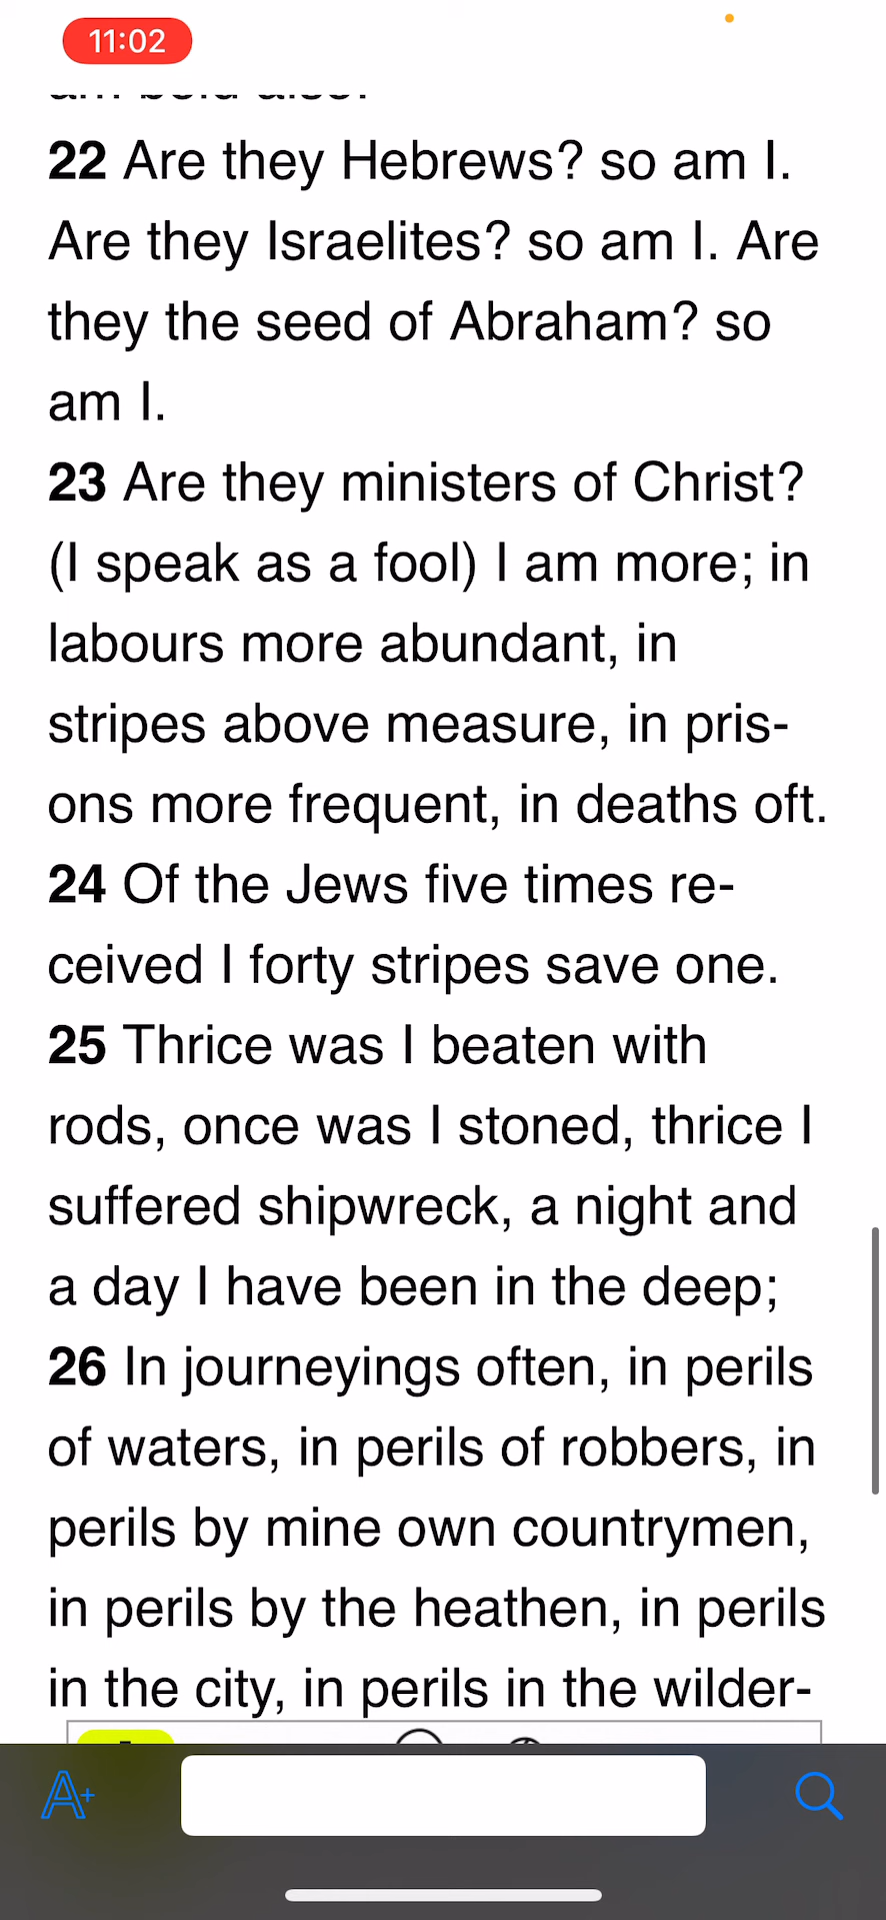 11:02
22 Are they Hebrews? so am I.
Are they Israelites? so am I. Are
they the seed of Abraham? so
am I.
23 Are they ministers of Christ?
(I speak as a fool) I am more; in
labours more abundant, in
stripes above measure, in pris-
ons more frequent, in deaths oft.
24 Of the Jews five times re-
ceived I forty stripes save one.
25 Thrice was I beaten with
rods, once was I stoned, thrice I
suffered shipwreck, a night and
a day I have been in the deep;
26 In journeyings often, in perils
of waters, in perils of robbers, in
perils by mine own countrymen,
in perils by the heathen, in perils
in the city, in perils in the wilder-
A+